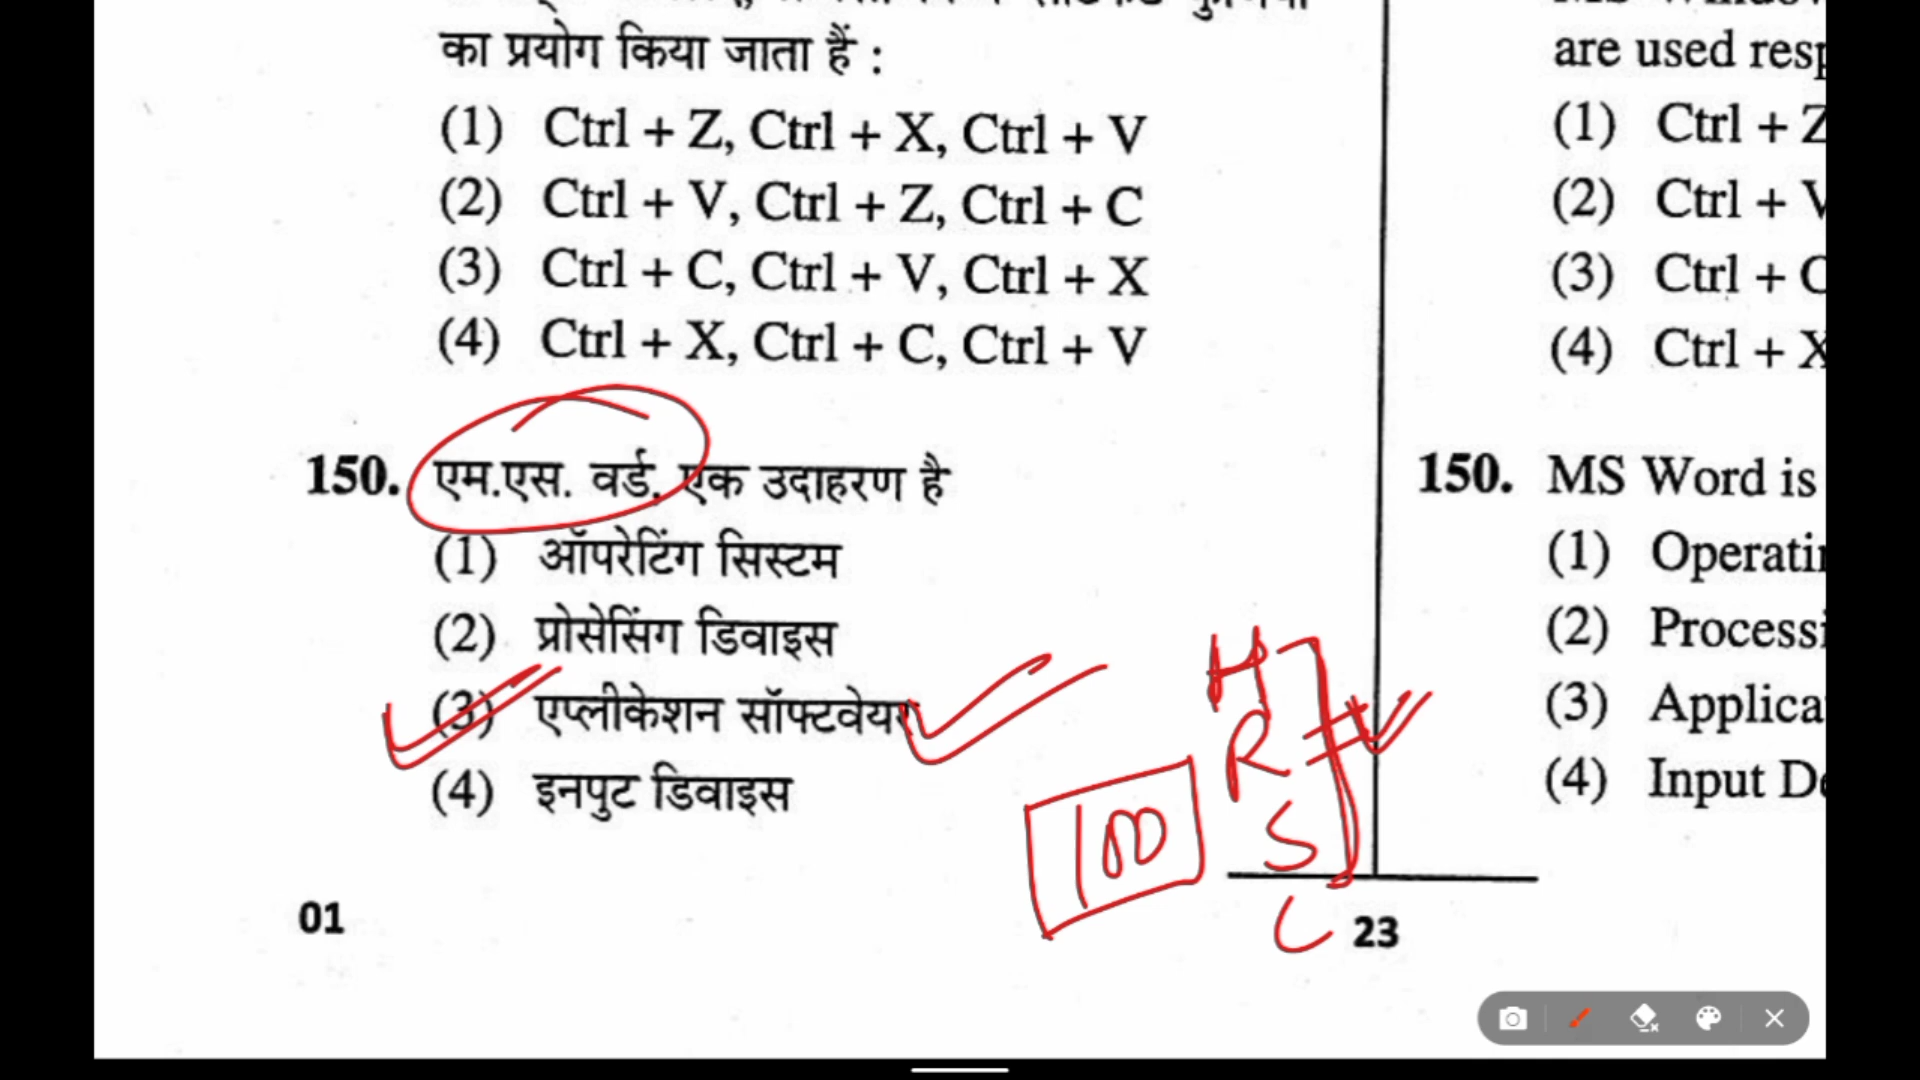 का प्रयोग किया जाता हैं :
(1) Ctrl + Z, Ctrl + X, Ctrl + V
(2) Ctrl + V, Ctrl + Z, Ctrl + C
(3) Ctrl + C, Ctrl + V, Ctrl + X
(4) Ctrl + X, Ctrl + C, Ctrl + V
150. एम.एस. वर्ड. एक उदाहरण है
(1) ऑपरेटिंग सिस्टम
(2) प्रोसेसिंग डिवाइस
(3) एप्लीकेशन सॉफ्टवेयर
(4) इनपुट डिवाइस
01
are used resp
(1) Ctrl + Z
(2) Ctrl + V
(3) Ctrl + C
(4) Ctrl + X
150. MS Word is
(1) Operatin
(2) Processi
(3) Applica
(4) Input De
H
R
S
C
100
23